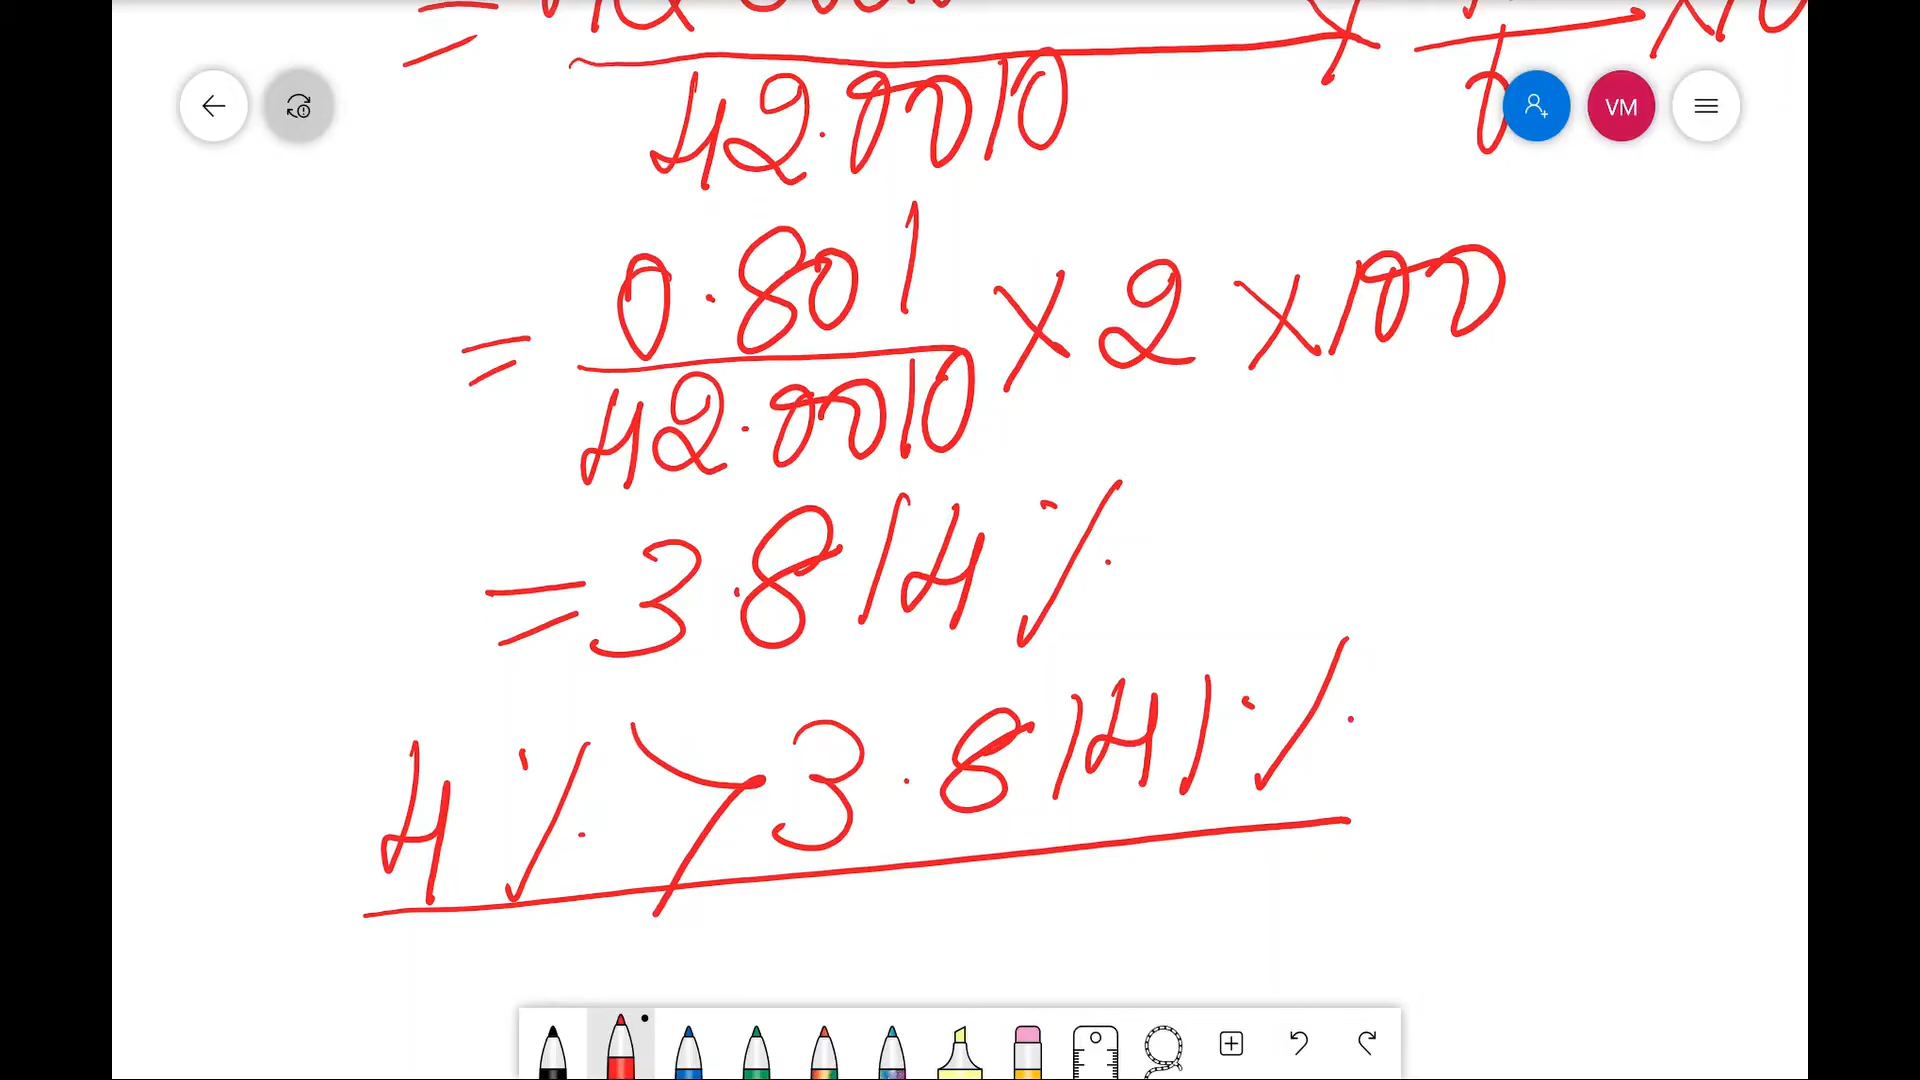 42.0010
VM
= 0.801 × 2 × 100
42.0010
= 3.814 %
4 % > 3.8141 %